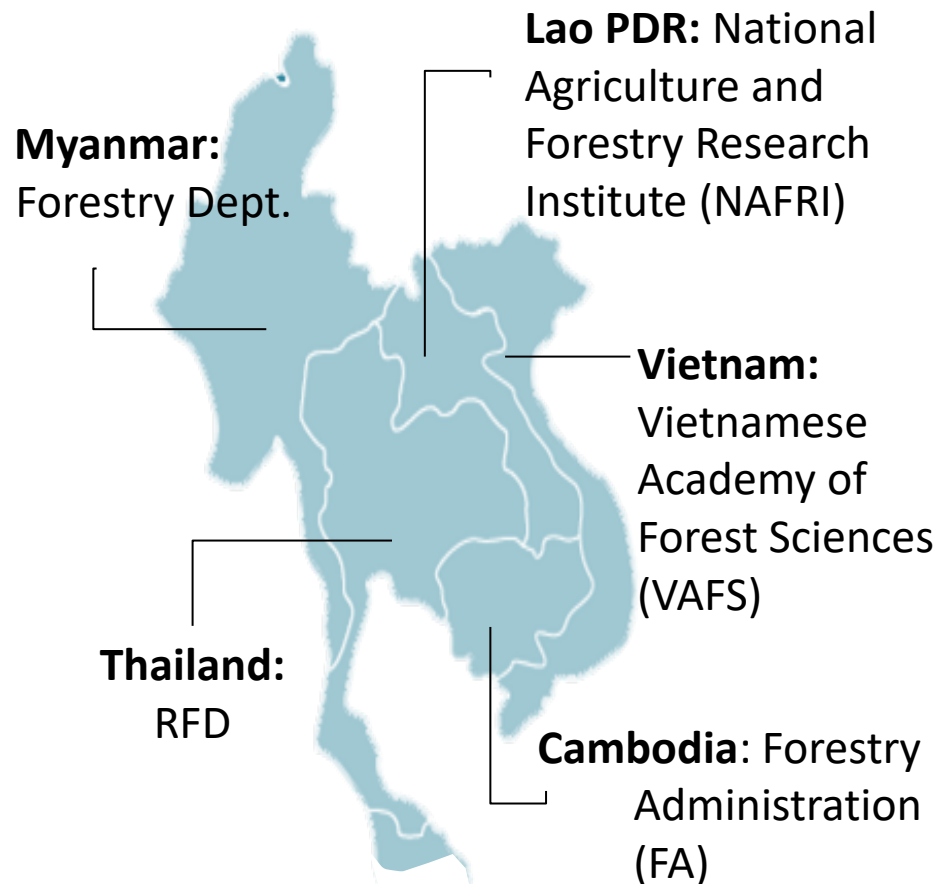 Lao PDR: National
Agriculture and
Forestry Research
Institute (NAFRI)
Myanmar:
Forestry Dept.
Vietnam:
Vietnamese
Academy of
Forest Sciences
(VAFS)
Thailand:
RFD
Cambodia: Forestry
Administration
(FA)